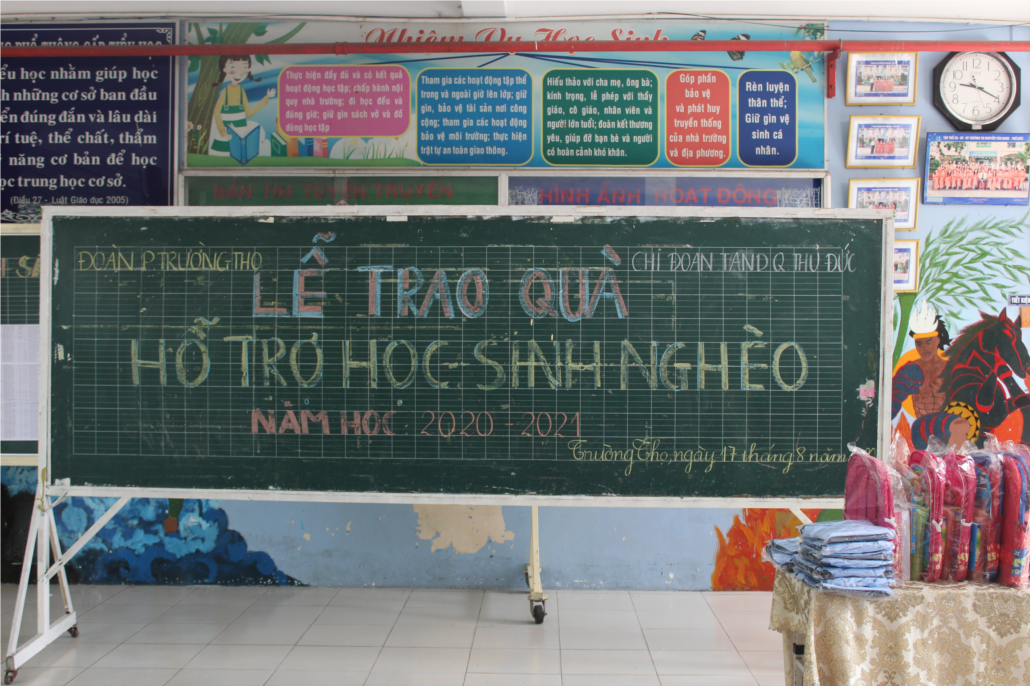 PHỔ THÔNG CẤP TIỂU HỌC
ểu học nhằm giúp học
h những cơ sở ban đầu
ển đúng đắn và lâu dài
rí tuệ, thể chất, thẩm
ỹ năng cơ bản để học
ọc trung học cơ sở.
(Điều 27 - Luật Giáo dục 2005)
Nhiệm Vụ Học Sinh
Thực hiện đầy đủ và có kết quả
hoạt động học tập; chấp hành nội
quy nhà trường; đi học đều và
đúng giờ; giữ gìn sách vở và đồ
dùng học tập
Tham gia các hoạt động tập thể
trong và ngoài giờ lên lớp; giữ
gìn, bảo vệ tài sản nơi công
cộng; tham gia các hoạt động
bảo vệ môi trường; thực hiện
trật tự an toàn giao thông.
Hiếu thảo với cha mẹ, ông bà;
kính trọng, lễ phép với thầy
giáo, cô giáo, nhân viên và
người lớn tuổi; đoàn kết thương
yêu, giúp đỡ bạn bè và người
có hoàn cảnh khó khăn.
Góp phần
bảo vệ
và phát huy
truyền thống
của nhà trường
và địa phương.
Rèn luyện
thân thể;
Giữ gìn vệ
sinh cá
nhân.
BẢN TIN TUYÊN TRUYỀN
HÌNH ẢNH HOẠT ĐỘNG
ĐOÀN P TRƯỜNG THỌ
CHI ĐOÀN TAND Q THỦ ĐỨC
LỄ TRAO QUÀ
HỖ TRỢ HỌC SINH NGHÈO
NĂM HỌC 2020 - 2021
Trường Thọ, ngày 17 tháng 8 năm